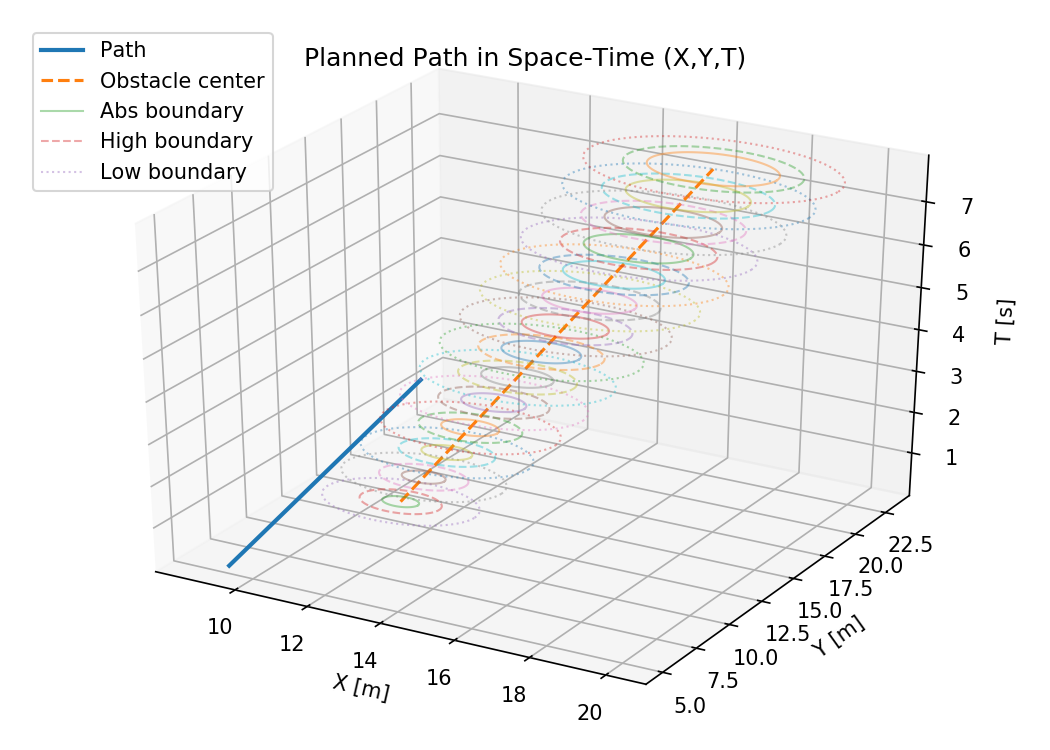 Planned Path in Space-Time (X,Y,T)
Path
Obstacle center
Abs boundary
High boundary
Low boundary
10
12
14
16
18
20
X [m]
5.0
7.5
10.0
12.5
15.0
17.5
20.0
22.5
Y [m]
1
2
3
4
5
6
7
T [s]